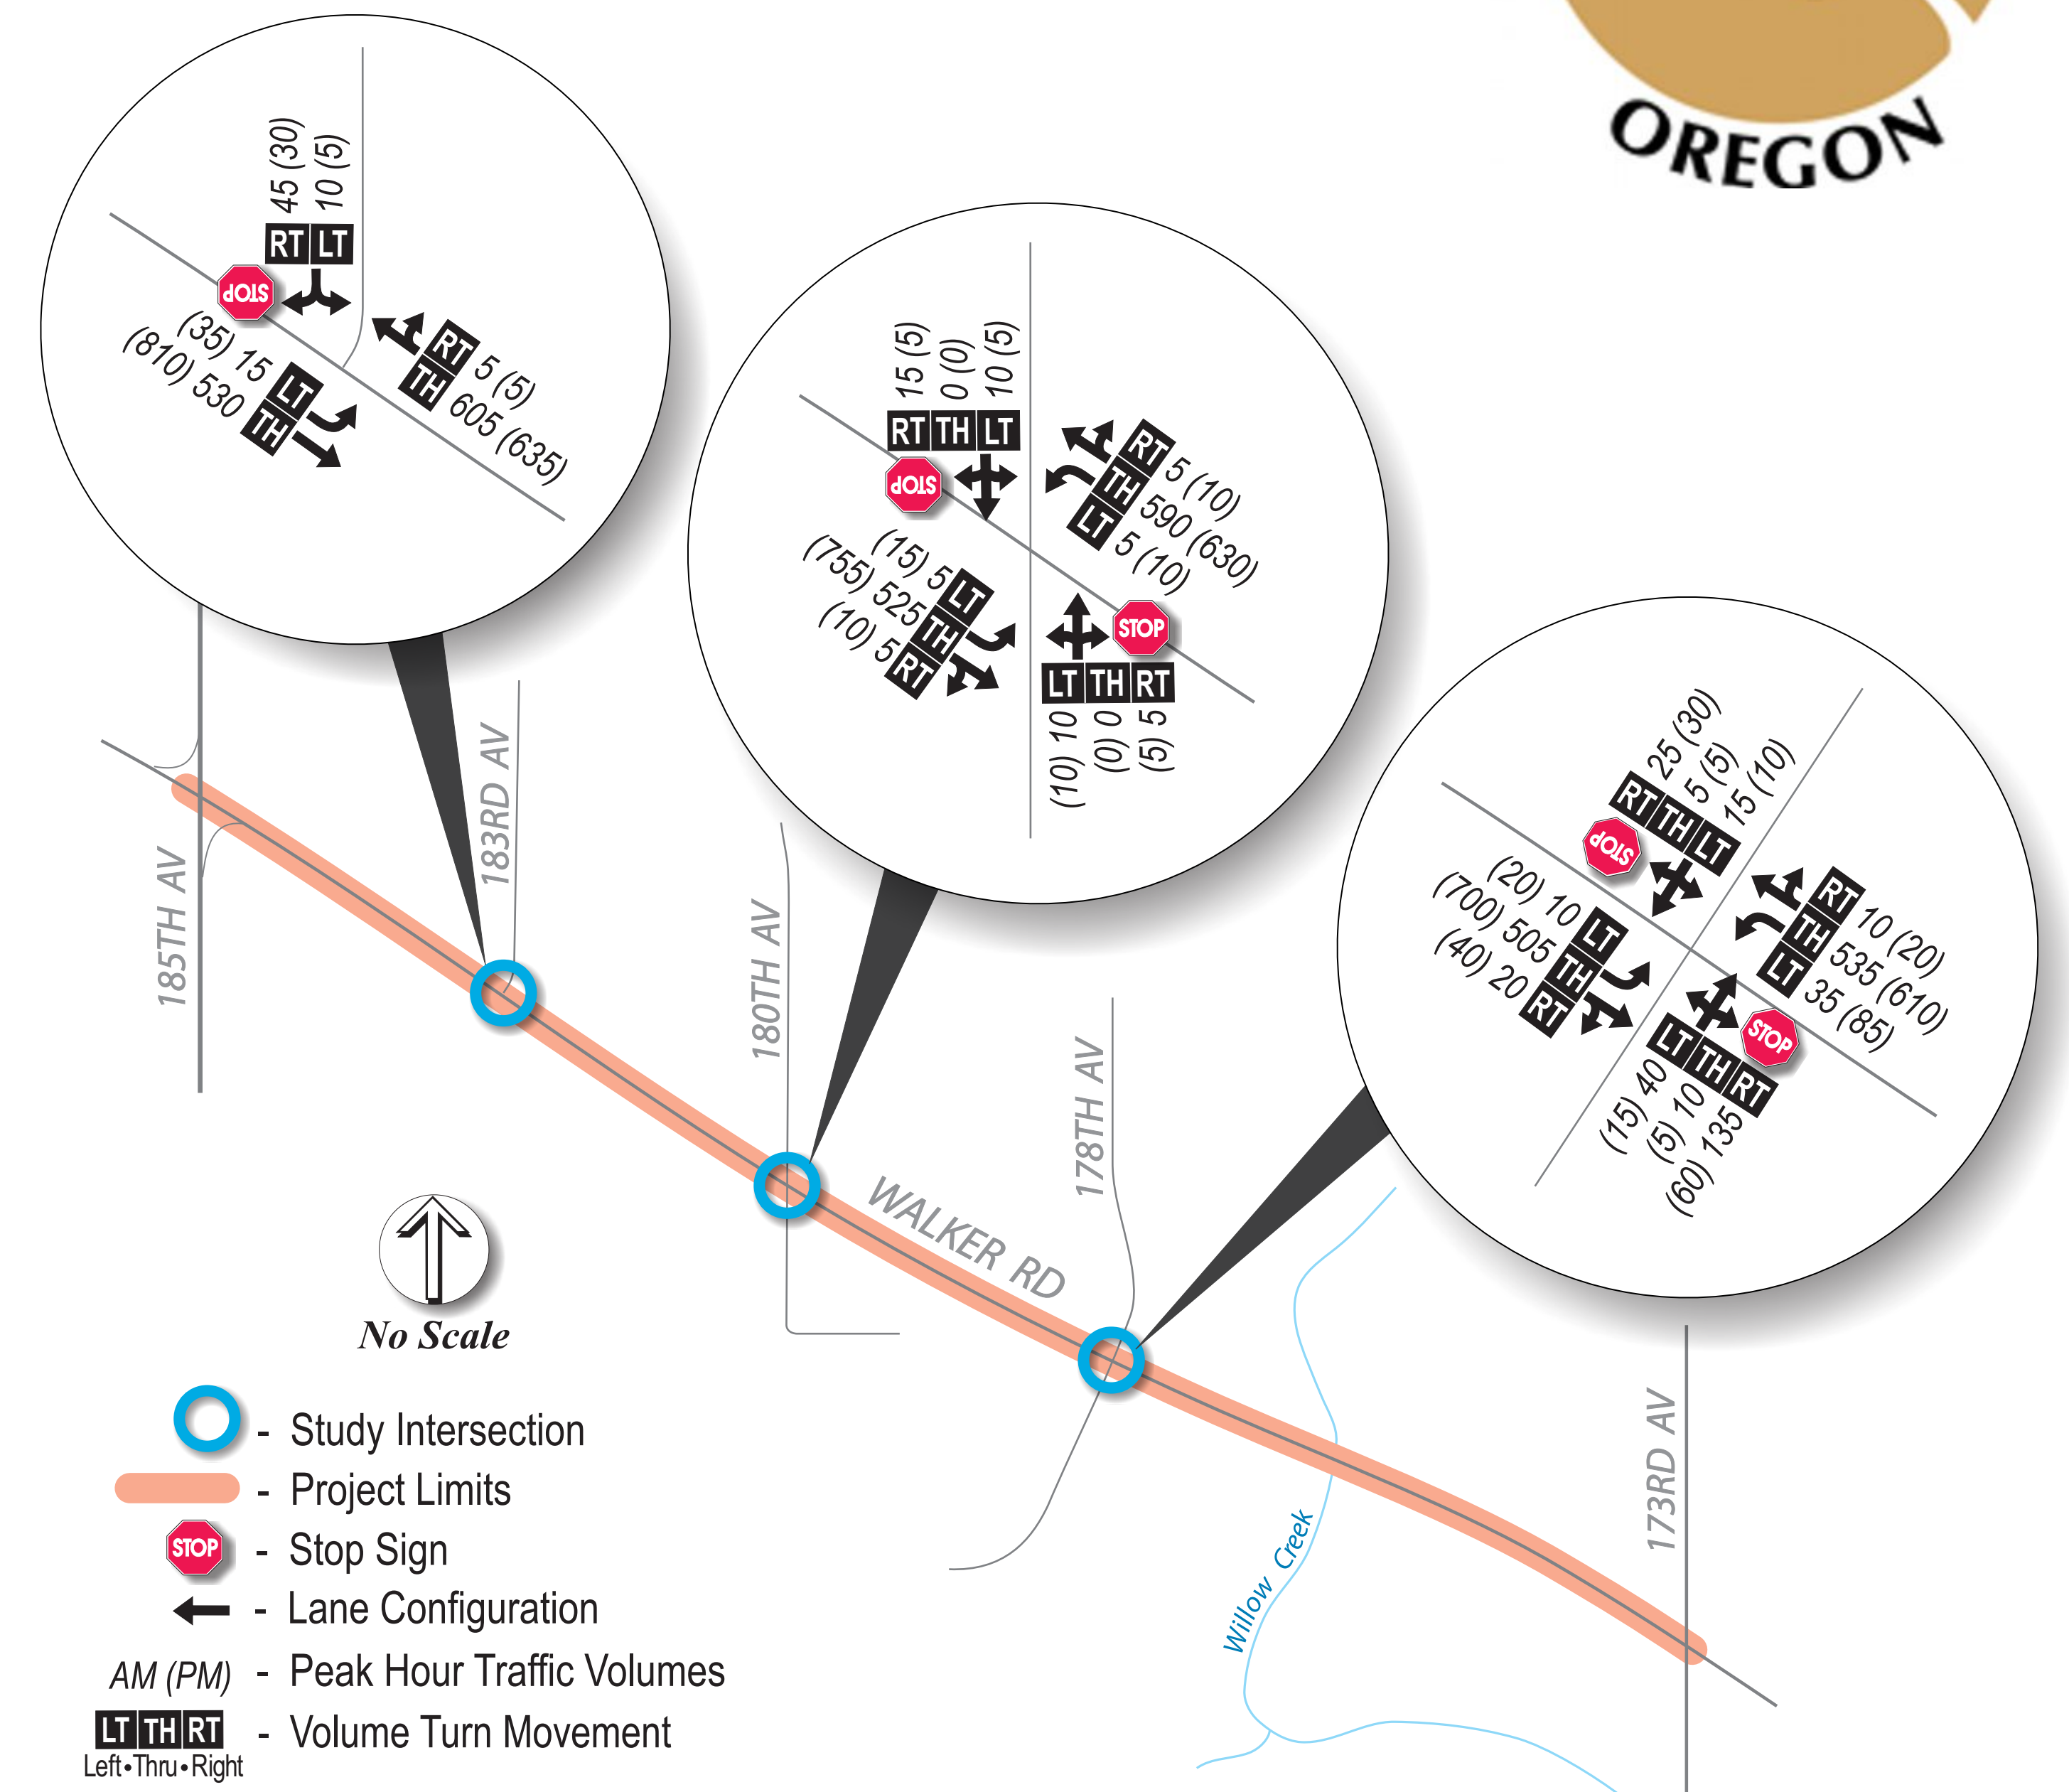 OREGON
45 (30)
10 (5)
RT LT
STOP
(35) 15 LT
(810) 530 TH
RT 5 (5)
TH 605 (635)
15 (5)
0 (0)
10 (5)
RT TH LT
STOP
RT 5 (10)
TH 590 (630)
LT 5 (10)
(15) 5 LT
(755) 525 TH
(10) 5 RT
STOP
LT TH RT
(10) 10
(0) 0
(5) 5
25 (30)
5 (5)
15 (10)
RT TH LT
STOP
(20) 10 LT
(700) 505 TH
(40) 20 RT
RT 10 (20)
TH 535 (610)
LT 35 (85)
STOP
LT TH RT
(15) 40
(5) 10
(60) 135
185TH AV
183RD AV
180TH AV
178TH AV
WALKER RD
173RD AV
Willow Creek
No Scale
- Study Intersection
- Project Limits
STOP - Stop Sign
- Lane Configuration
AM (PM) - Peak Hour Traffic Volumes
LT TH RT - Volume Turn Movement
Left•Thru•Right